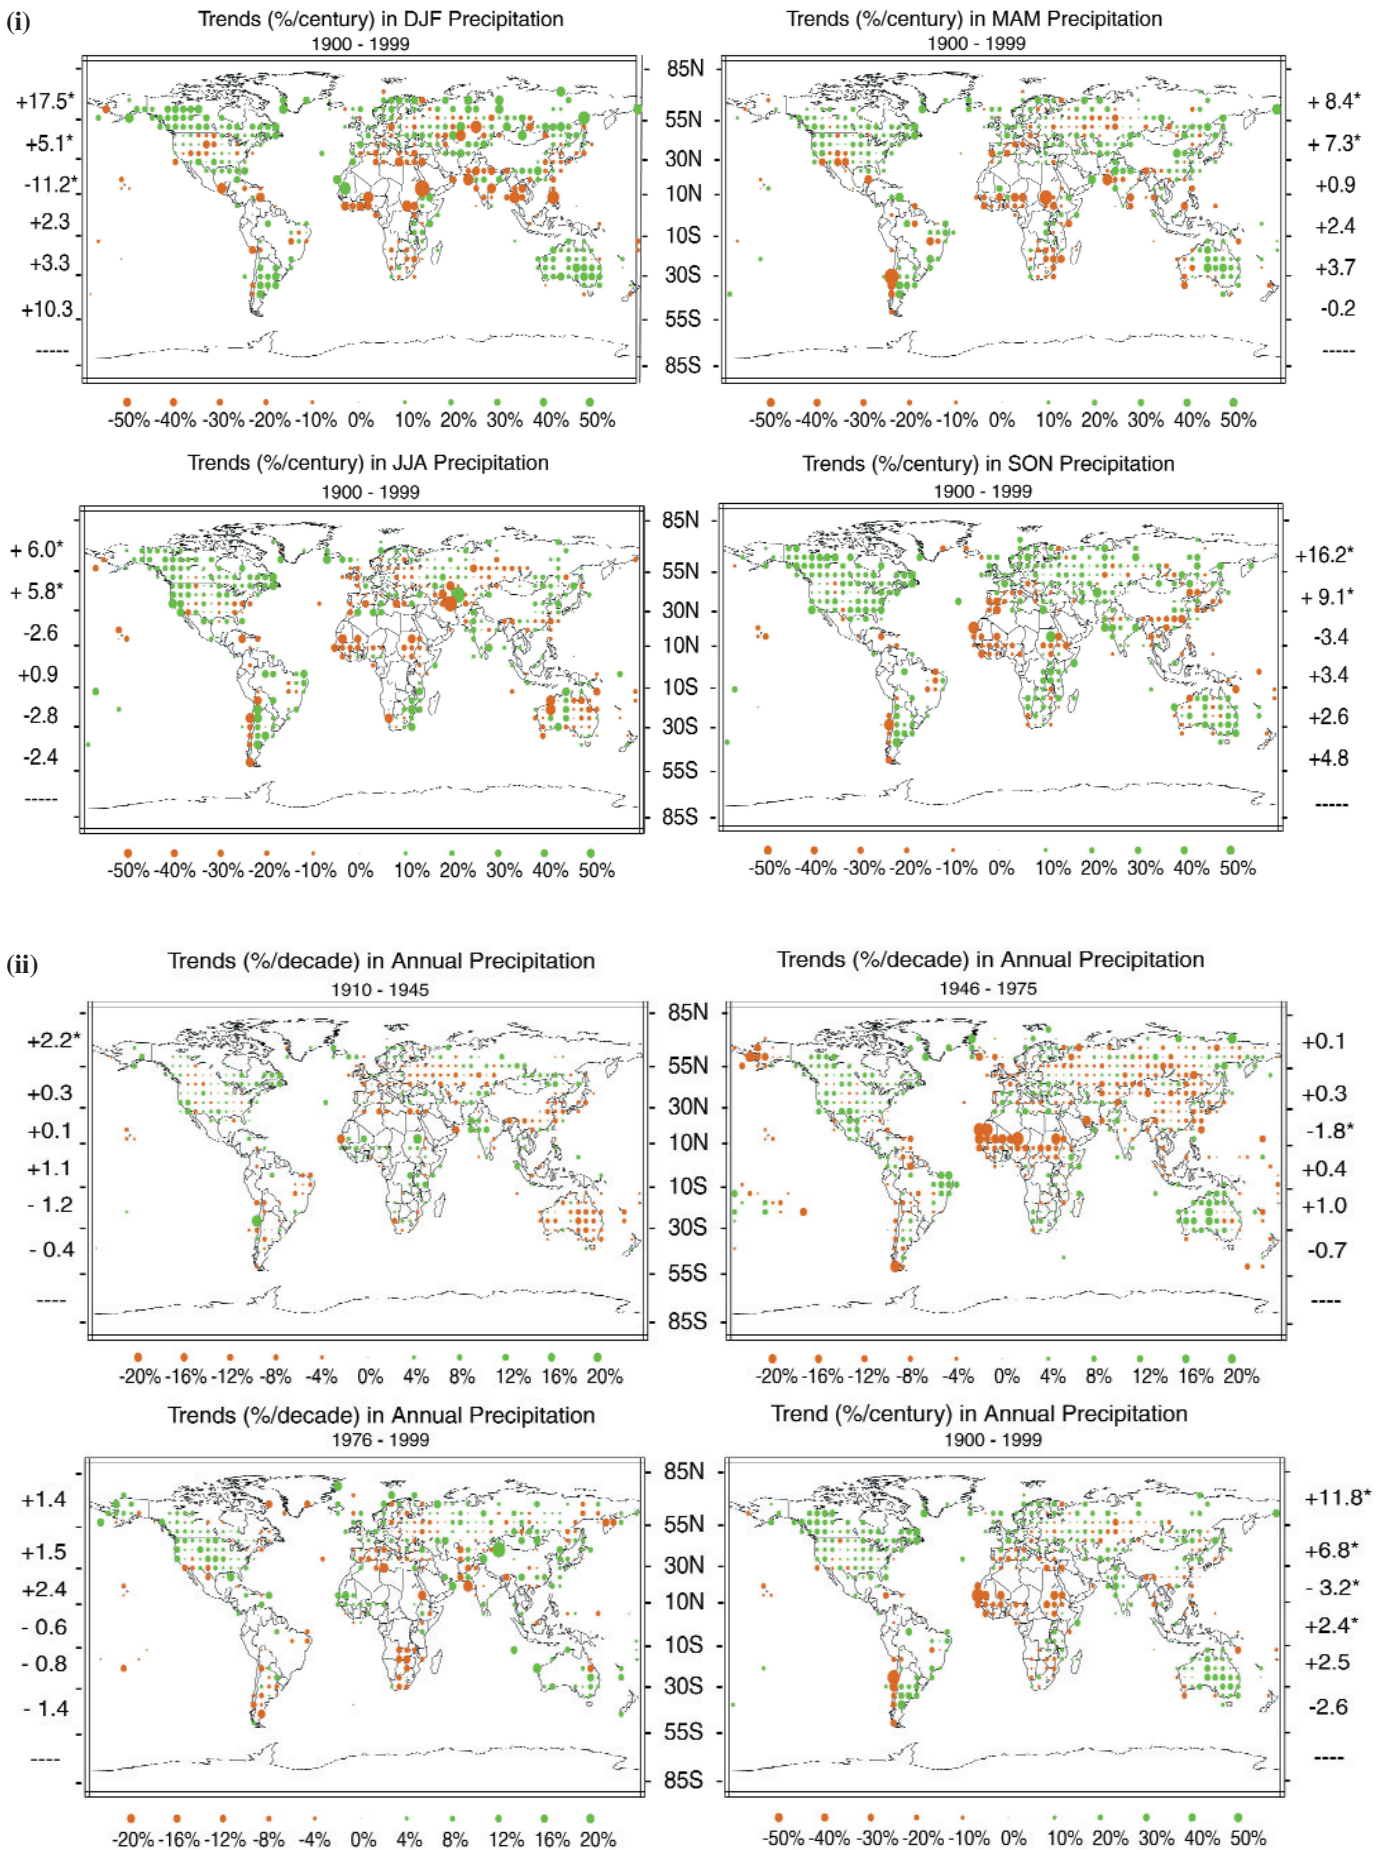 (i)
Trends (%/century) in DJF Precipitation
1900 - 1999
+17.5*
+5.1*
-11.2*
+2.3
+3.3
+10.3
-----
-50% -40% -30% -20% -10% 0% 10% 20% 30% 40% 50%
Trends (%/century) in MAM Precipitation
1900 - 1999
85N
55N
30N
10N
10S
30S
55S
85S
+ 8.4*
+ 7.3*
+0.9
+2.4
+3.7
-0.2
-----
-50% -40% -30% -20% -10% 0% 10% 20% 30% 40% 50%
Trends (%/century) in JJA Precipitation
1900 - 1999
+ 6.0*
+ 5.8*
-2.6
+0.9
-2.8
-2.4
-----
-50% -40% -30% -20% -10% 0% 10% 20% 30% 40% 50%
Trends (%/century) in SON Precipitation
1900 - 1999
85N
55N
30N
10N
10S
30S
55S
85S
+16.2*
+ 9.1*
-3.4
+3.4
+2.6
+4.8
-----
-50% -40% -30% -20% -10% 0% 10% 20% 30% 40% 50%
(ii)
Trends (%/decade) in Annual Precipitation
1910 - 1945
+2.2*
+0.3
+0.1
+1.1
- 1.2
- 0.4
----
-20% -16% -12% -8% -4% 0% 4% 8% 12% 16% 20%
Trends (%/decade) in Annual Precipitation
1946 - 1975
85N
55N
30N
10N
10S
30S
55S
85S
+0.1
+0.3
-1.8*
+0.4
+1.0
-0.7
----
-20% -16% -12% -8% -4% 0% 4% 8% 12% 16% 20%
Trends (%/decade) in Annual Precipitation
1976 - 1999
+1.4
+1.5
+2.4
- 0.6
- 0.8
- 1.4
----
-20% -16% -12% -8% -4% 0% 4% 8% 12% 16% 20%
Trend (%/century) in Annual Precipitation
1900 - 1999
85N
55N
30N
10N
10S
30S
55S
85S
+11.8*
+6.8*
- 3.2*
+2.4*
+2.5
-2.6
----
-50% -40% -30% -20% -10% 0% 10% 20% 30% 40% 50%